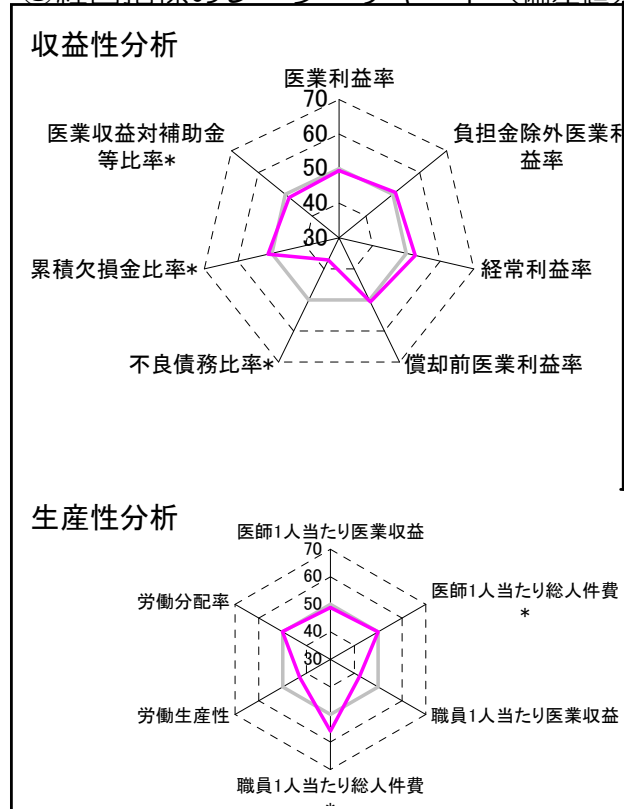 収益性分析
医業利益率
70
60
50
40
30
負担金除外医業利
益率
経常利益率
償却前医業利益率
不良債務比率*
累積欠損金比率*
医業収益対補助金
等比率*
生産性分析
医師1人当たり医業収益
70
60
50
40
30
医師1人当たり総人件費
*
職員1人当たり医業収益
職員1人当たり総人件費
*
労働生産性
労働分配率